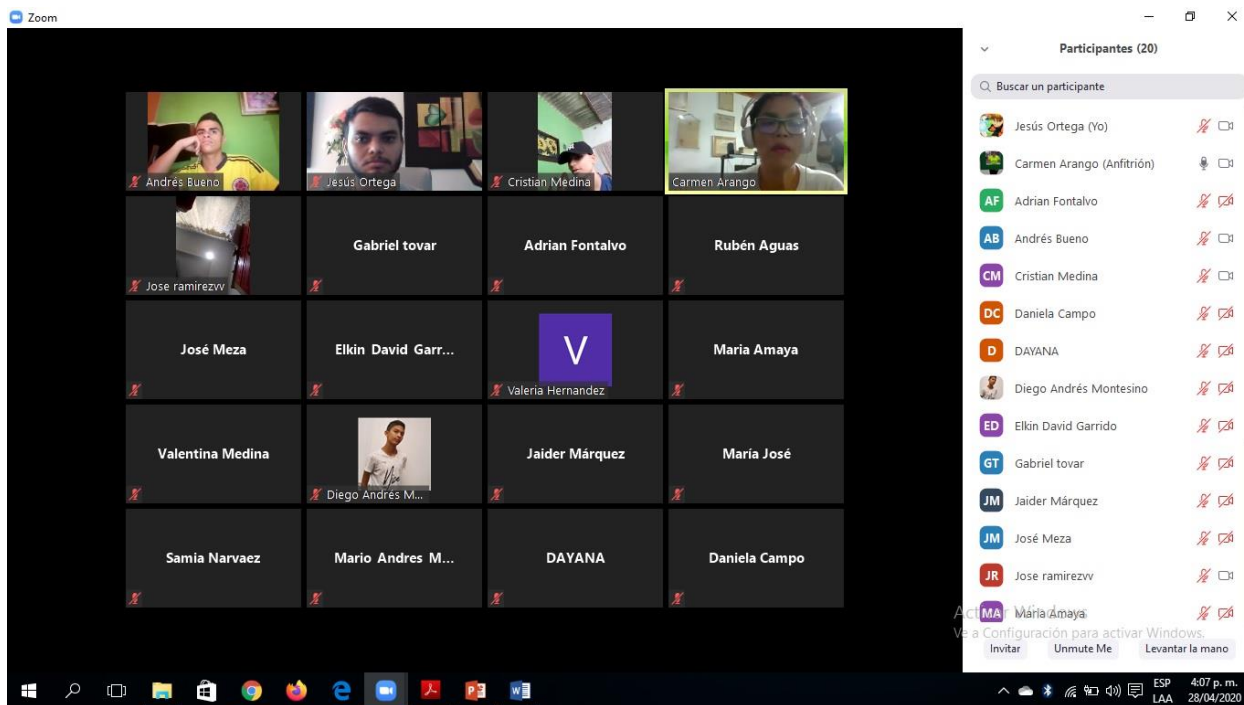 Zoom
Andrés Bueno
Jesús Ortega
Cristian Medina
Carmen Arango
Jose ramirezvv
Gabriel tovar
Adrian Fontalvo
Rubén Aguas
José Meza
Elkin David Garr...
V
Valeria Hernandez
Maria Amaya
Valentina Medina
Diego Andrés M...
Jaider Márquez
María José
Samia Narvaez
Mario Andres M...
DAYANA
Daniela Campo
Participantes (20)
Buscar un participante
Jesús Ortega (Yo)
Carmen Arango (Anfitrión)
AF Adrian Fontalvo
AB Andrés Bueno
CM Cristian Medina
DC Daniela Campo
D DAYANA
Diego Andrés Montesino
ED Elkin David Garrido
GT Gabriel tovar
JM Jaider Márquez
JM José Meza
JR Jose ramirezvv
MA Maria Amaya
Windows
Ve a Configuración para activar Windows.
Invitar Unmute Me Levantar la mano
ESP 4:07 p. m.
LAA 28/04/2020